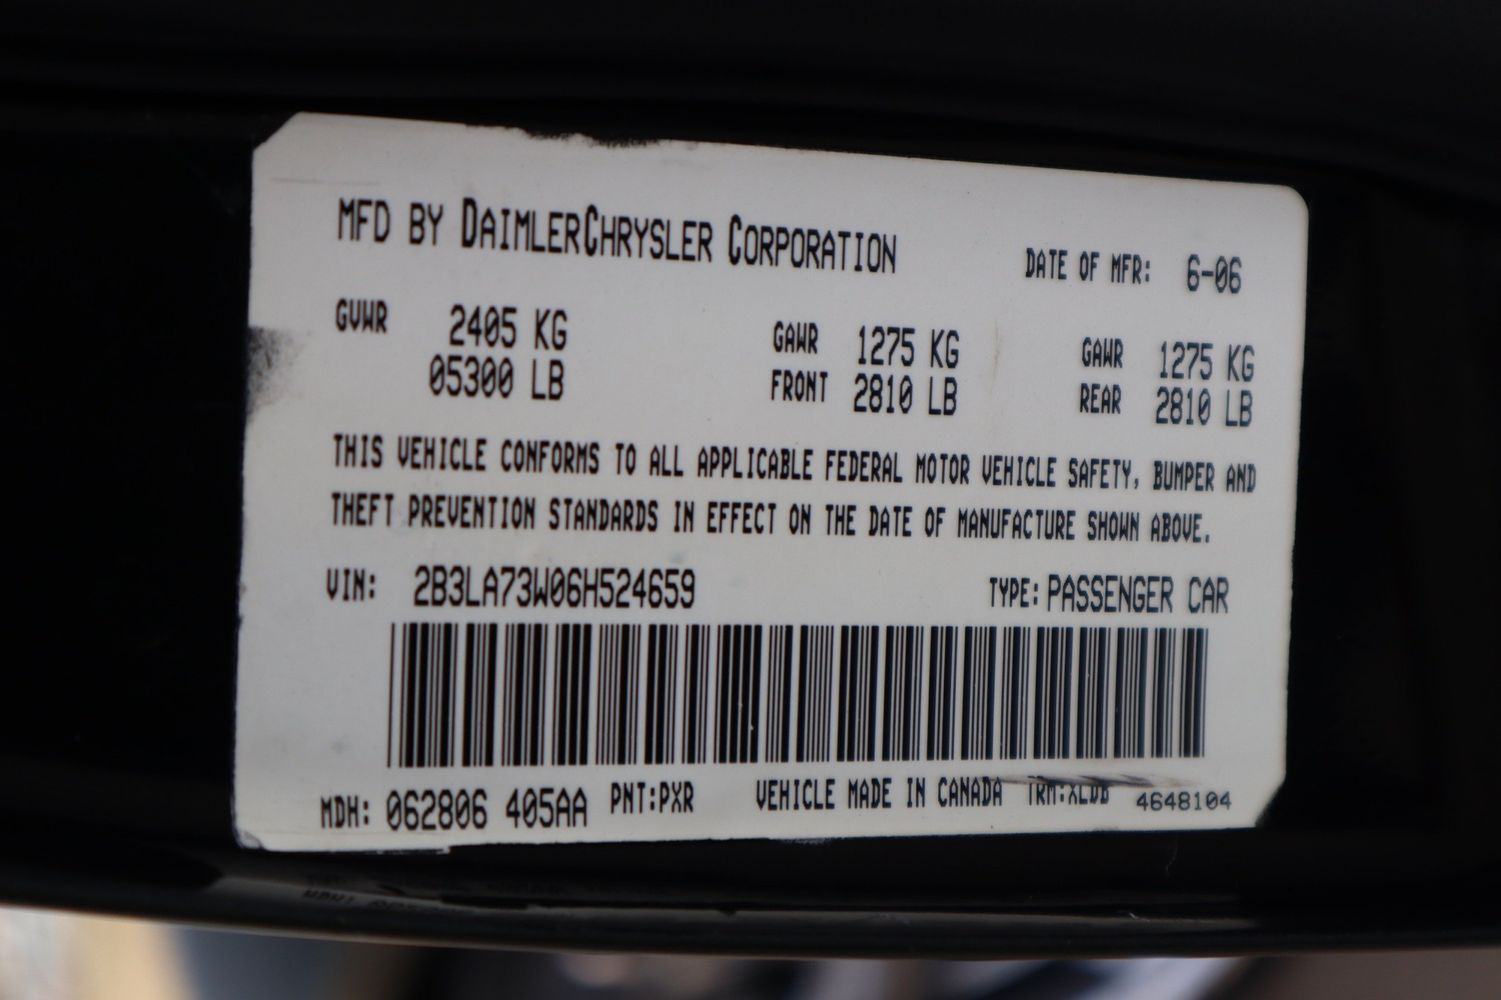 MFD BY DAIMLERCHRYSLER CORPORATION DATE OF MFR: 6-06
GVWR 2405 KG GAWR 1275 KG GAWR 1275 KG
05300 LB FRONT 2810 LB REAR 2810 LB
THIS VEHICLE CONFORMS TO ALL APPLICABLE FEDERAL MOTOR VEHICLE SAFETY, BUMPER AND
THEFT PREVENTION STANDARDS IN EFFECT ON THE DATE OF MANUFACTURE SHOWN ABOVE.
VIN: 2B3LA73W06H524659 TYPE: PASSENGER CAR
MDH: 062806 405AA PNT:PXR VEHICLE MADE IN CANADA TRM: 4648104